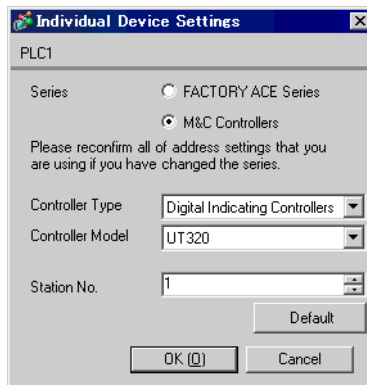 Individual Device Settings
PLC1
Series
FACTORY ACE Series
M&C Controllers
Please reconfirm all of address settings that you
are using if you have changed the series.
Controller Type
Digital Indicating Controllers
Controller Model
UT320
Station No.
1
Default
OK (O)
Cancel